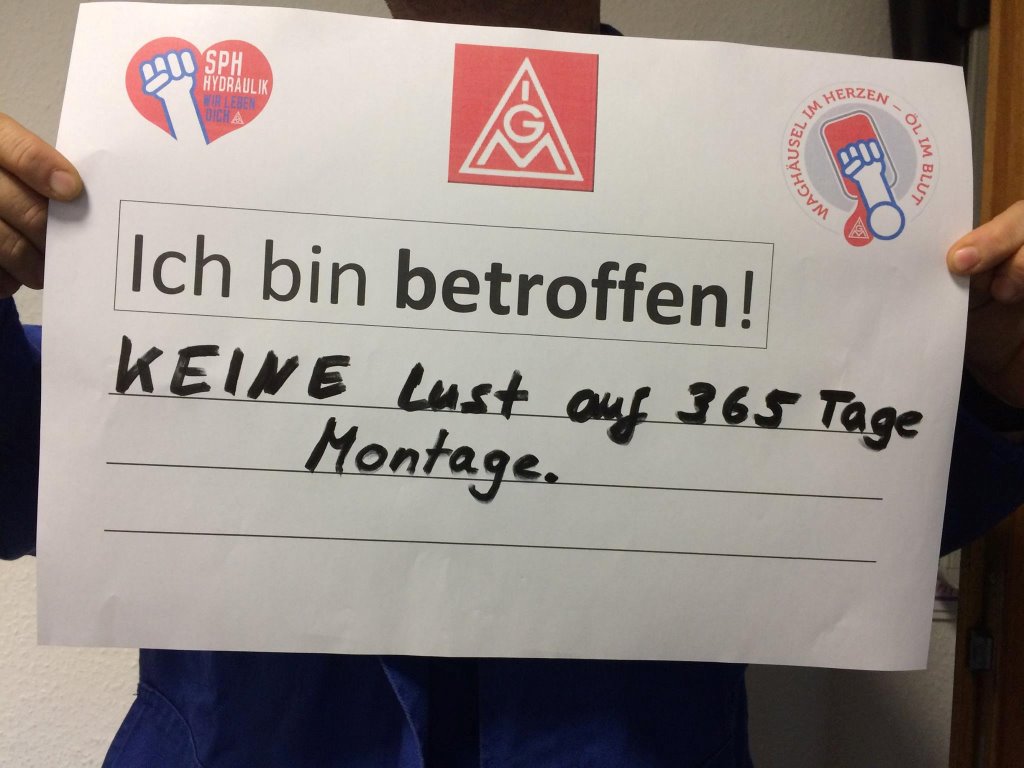 SPH
HYDRAULIK
WIR LEBEN
DICH
IGM
WAGHÄUSEL IM HERZEN – ÖL IM BLUT
Ich bin betroffen!
KEINE Lust auf 365 Tage
Montage.